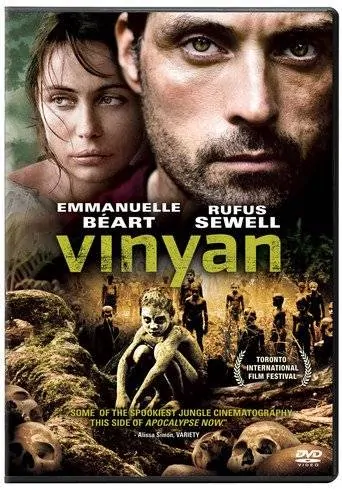 EMMANUELLE RUFUS
BÉART SEWELL
vinyan
TORONTO
INTERNATIONAL
FILM FESTIVAL
"SOME OF THE SPOOKIEST JUNGLE CINEMATOGRAPHY
THIS SIDE OF APOCALYPSE NOW."
- Alissa Simon, VARIETY
DVD
VIDEO